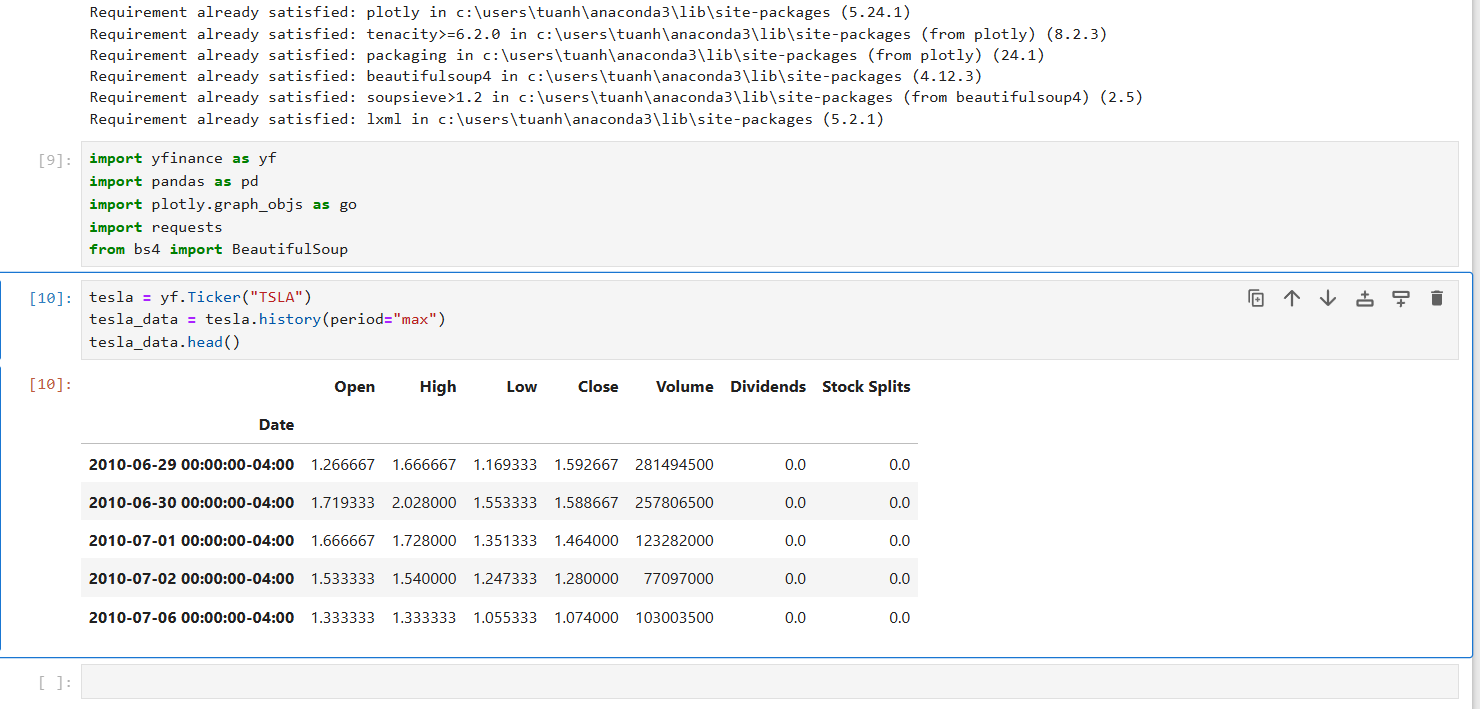 Requirement already satisfied: plotly in c:\users\tuanh\anaconda3\lib\site-packages (5.24.1)
Requirement already satisfied: tenacity>=6.2.0 in c:\users\tuanh\anaconda3\lib\site-packages (from plotly) (8.2.3)
Requirement already satisfied: packaging in c:\users\tuanh\anaconda3\lib\site-packages (from plotly) (24.1)
Requirement already satisfied: beautifulsoup4 in c:\users\tuanh\anaconda3\lib\site-packages (4.12.3)
Requirement already satisfied: soupsieve>1.2 in c:\users\tuanh\anaconda3\lib\site-packages (from beautifulsoup4) (2.5)
Requirement already satisfied: lxml in c:\users\tuanh\anaconda3\lib\site-packages (5.2.1)
[9]: import yfinance as yf
import pandas as pd
import plotly.graph_objs as go
import requests
from bs4 import BeautifulSoup
[10]: tesla = yf.Ticker("TSLA")
tesla_data = tesla.history(period="max")
tesla_data.head()
[10]: Open High Low Close Volume Dividends Stock Splits
Date
2010-06-29 00:00:00-04:00 1.266667 1.666667 1.169333 1.592667 281494500 0.0 0.0
2010-06-30 00:00:00-04:00 1.719333 2.028000 1.553333 1.588667 257806500 0.0 0.0
2010-07-01 00:00:00-04:00 1.666667 1.728000 1.351333 1.464000 123282000 0.0 0.0
2010-07-02 00:00:00-04:00 1.533333 1.540000 1.247333 1.280000 77097000 0.0 0.0
2010-07-06 00:00:00-04:00 1.333333 1.333333 1.055333 1.074000 103003500 0.0 0.0
[ ]: